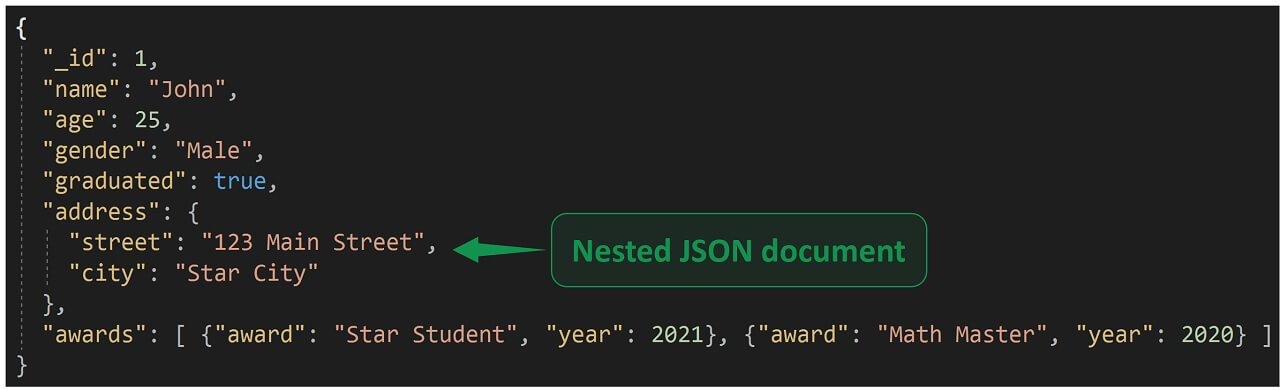 {
"_id": 1,
"name": "John",
"age": 25,
"gender": "Male",
"graduated": true,
"address": {
"street": "123 Main Street",
"city": "Star City"
},
"awards": [ {"award": "Star Student", "year": 2021}, {"award": "Math Master", "year": 2020} ]
}
Nested JSON document